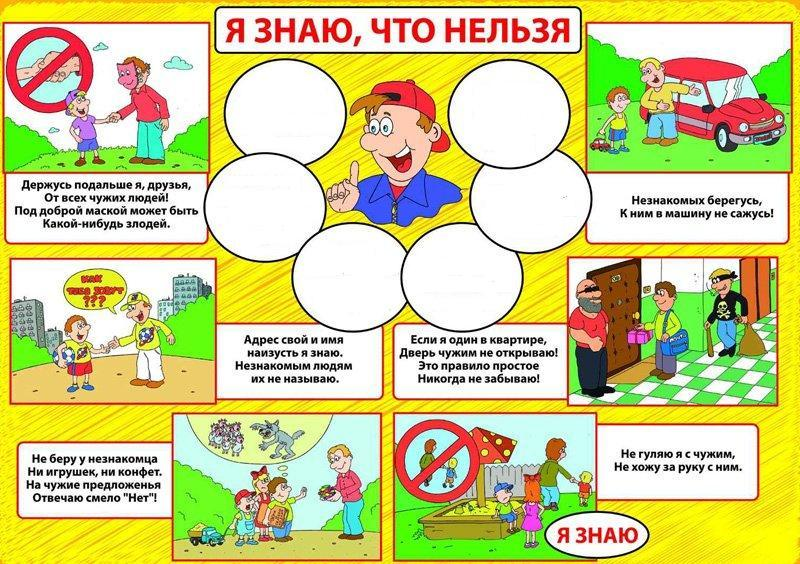 Я ЗНАЮ, ЧТО НЕЛЬЗЯ
Держусь подальше я, друзья,
От всех чужих людей!
Под доброй маской может быть
Какой-нибудь злодей.
Незнакомых берегусь,
К ним в машину не сажусь!
КАК
ТЕБЯ ЗОВУТ
???
Адрес свой и имя
наизусть я знаю.
Незнакомым людям
их не называю.
Если я один в квартире,
Дверь чужим не открываю!
Это правило простое
Никогда не забываю!
Не беру у незнакомца
Ни игрушек, ни конфет.
На чужие предложенья
Отвечаю смело "Нет"!
Не гуляю я с чужим,
Не хожу за руку с ним.
Я ЗНАЮ